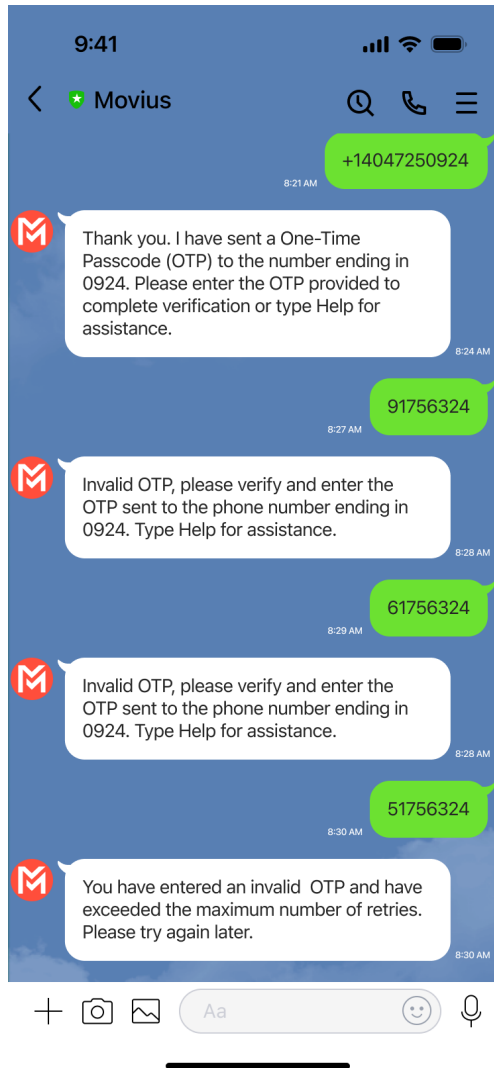 9:41
Movius
+14047250924
8:21 AM
Thank you. I have sent a One-Time
Passcode (OTP) to the number ending in
0924. Please enter the OTP provided to
complete verification or type Help for
assistance.
8:24 AM
91756324
8:27 AM
Invalid OTP, please verify and enter the
OTP sent to the phone number ending in
0924. Type Help for assistance.
8:28 AM
61756324
8:29 AM
Invalid OTP, please verify and enter the
OTP sent to the phone number ending in
0924. Type Help for assistance.
8:28 AM
51756324
8:30 AM
You have entered an invalid  OTP and have
exceeded the maximum number of retries.
Please try again later.
8:30 AM
Aa